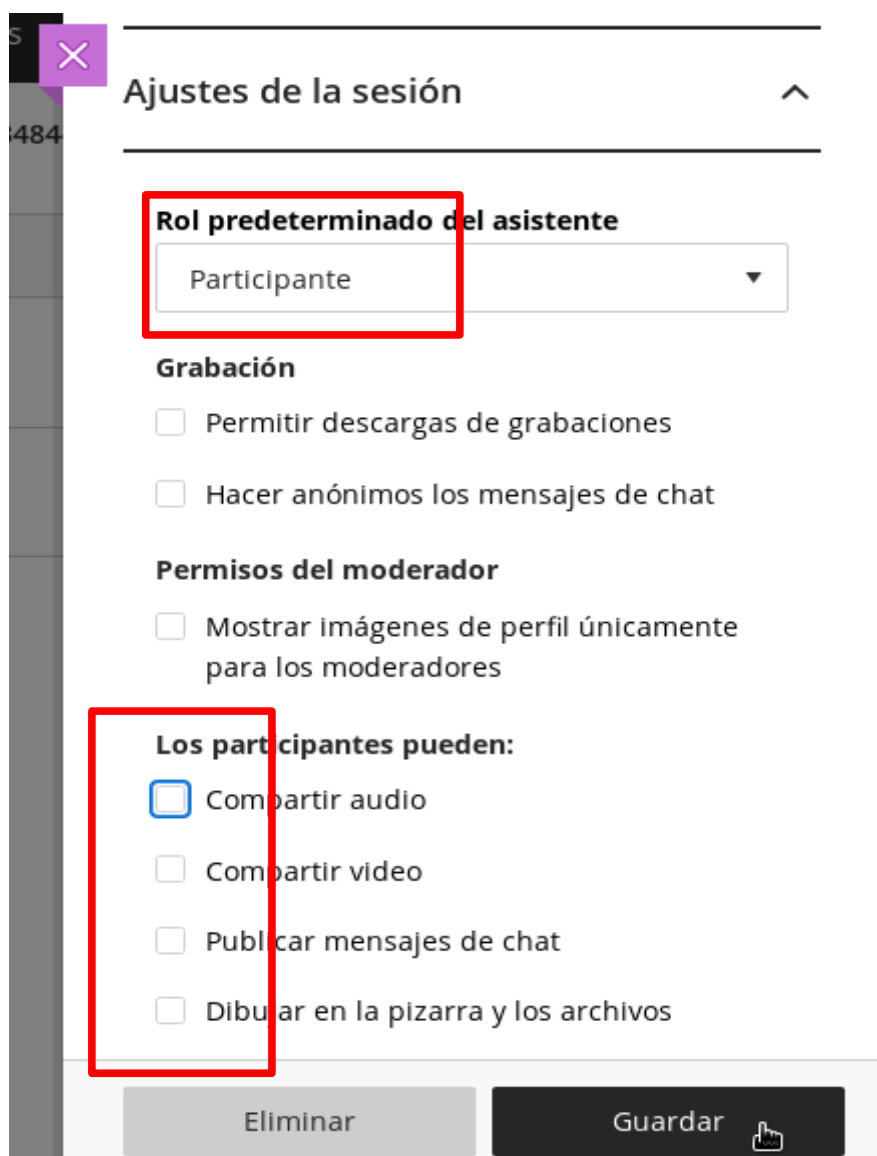 s
484
Ajustes de la sesión
Rol predeterminado del asistente
Participante
Grabación
Permitir descargas de grabaciones
Hacer anónimos los mensajes de chat
Permisos del moderador
Mostrar imágenes de perfil únicamente
para los moderadores
Los participantes pueden:
Compartir audio
Compartir video
Publicar mensajes de chat
Dibujar en la pizarra y los archivos
Eliminar
Guardar